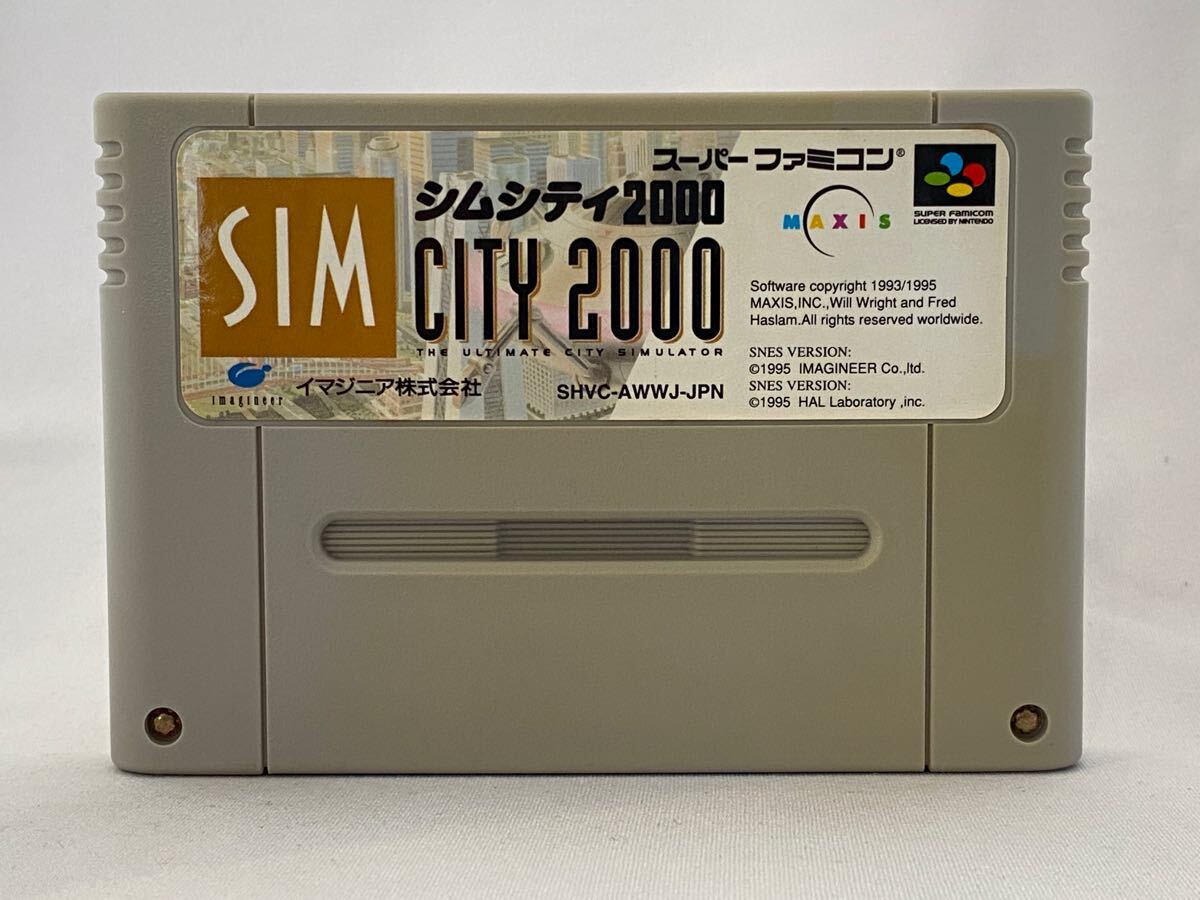 スーパーファミコン®
シムシティ2000
SIM
CITY 2000
THE ULTIMATE CITY SIMULATOR
MAXIS
SUPER FAMICOM
LICENSED BY NINTENDO
Software copyright 1993/1995
MAXIS,INC.,Will Wright and Fred
Haslam.All rights reserved worldwide.
SNES VERSION:
©1995 IMAGINEER Co.,ltd.
SNES VERSION:
©1995 HAL Laboratory ,inc.
imagineer
イマジニア株式会社
SHVC-AWWJ-JPN